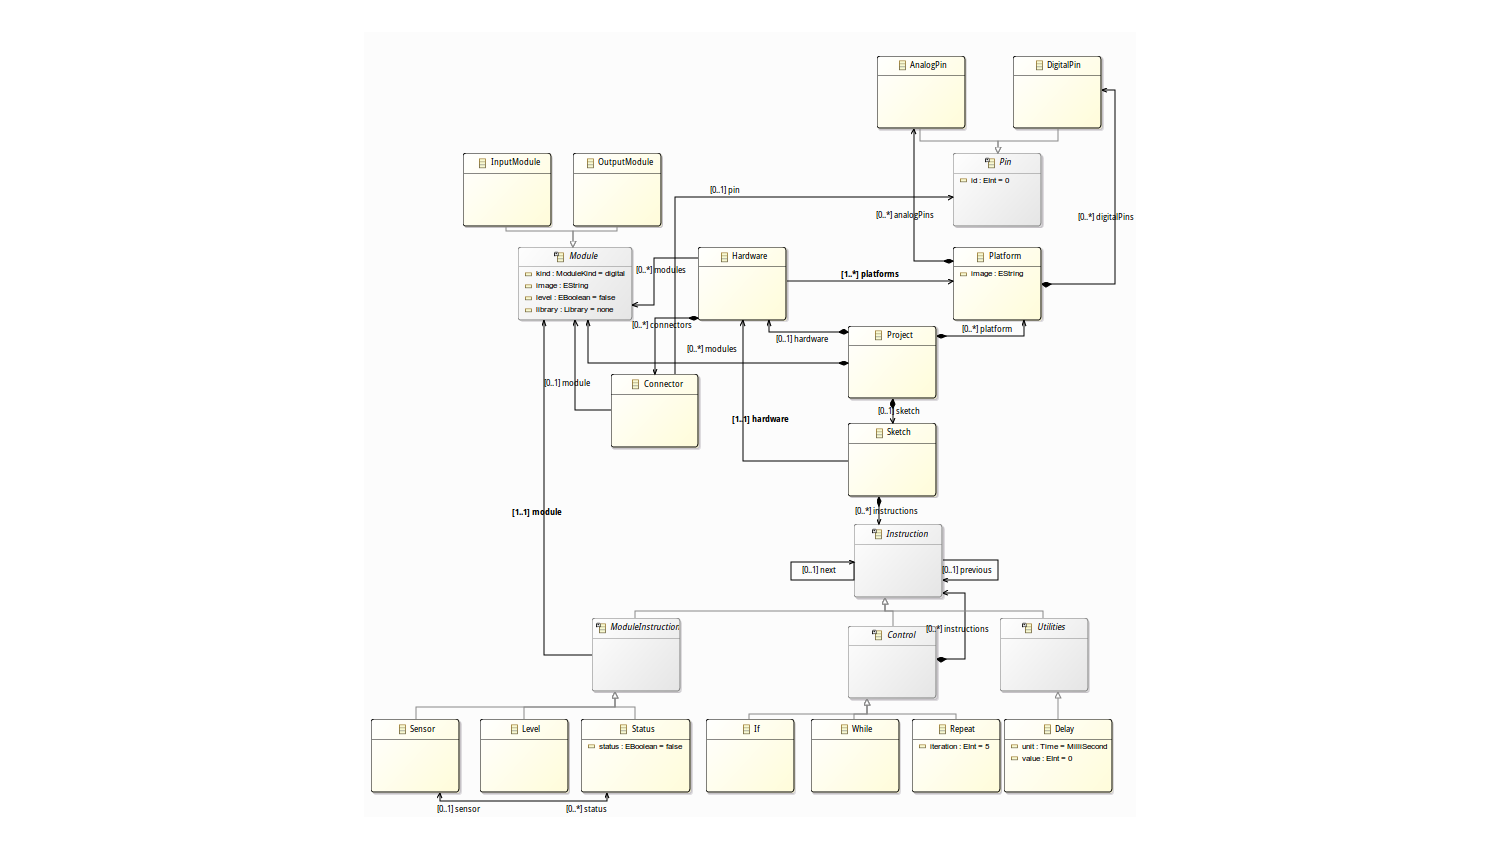 AnalogPin
DigitalPin
InputModule
OutputModule
Pin
id : EInt = 0
[0..1] pin
[0..*] analogPins
[0..*] digitalPins
Module
kind : ModuleKind = digital
image : EString
level : EBoolean = false
library : Library = none
[0..*] modules
Hardware
[1..*] platforms
Platform
image : EString
[0..*] connectors
[0..1] hardware
Project
[0..*] platform
[0..*] modules
[0..1] module
Connector
[1..1] hardware
[0..1] sketch
Sketch
[1..1] module
[0..*] instructions
Instruction
[0..1] next
[0..1] previous
ModuleInstruction
Control
[0..*] instructions
Utilities
Sensor
Level
Status
status : EBoolean = false
If
While
Repeat
iteration : EInt = 5
Delay
unit : Time = MilliSecond
value : EInt = 0
[0..1] sensor
[0..*] status